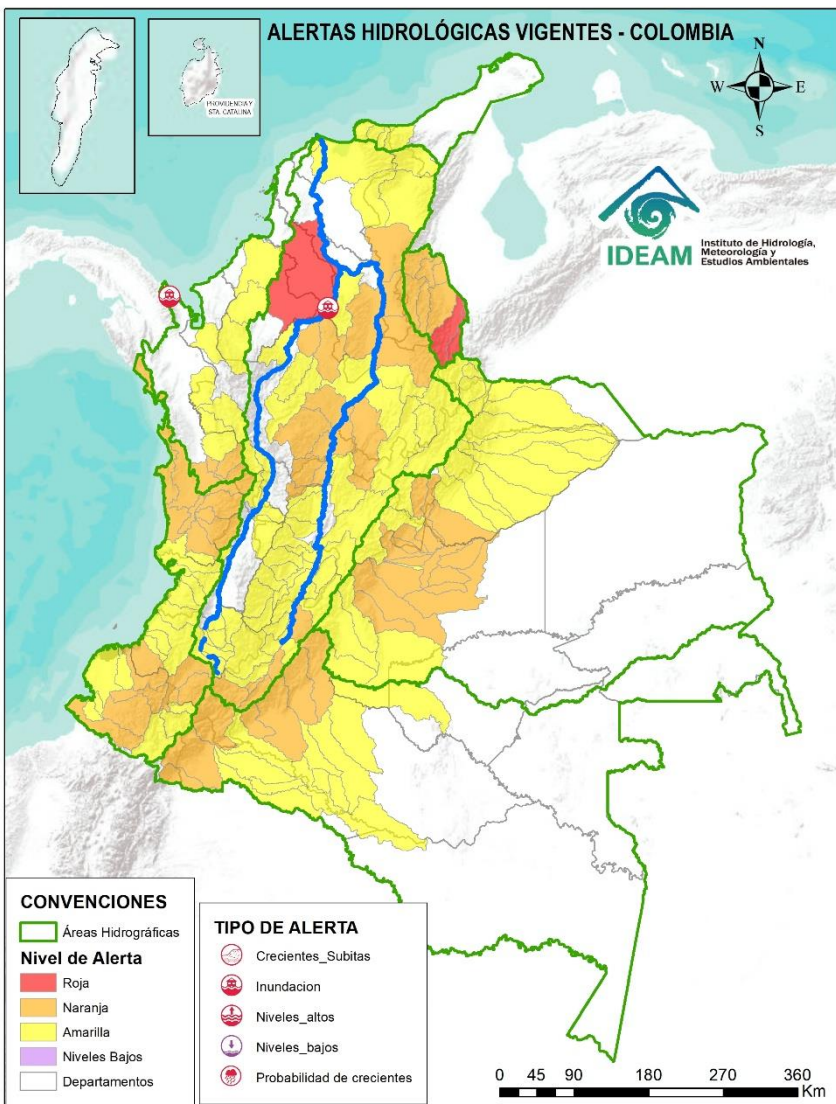 ALERTAS HIDROLÓGICAS VIGENTES - COLOMBIA
PROVIDENCIA Y
STA. CATALINA
N
W
E
S
IDEAM
Instituto de Hidrología,
Meteorología y
Estudios Ambientales
CONVENCIONES
Áreas Hidrográficas
Nivel de Alerta
Roja
Naranja
Amarilla
Niveles Bajos
Departamentos
TIPO DE ALERTA
Crecientes_Subitas
Inundacion
Niveles_altos
Niveles_bajos
Probabilidad de crecientes
0 45 90 180 270 360
Km